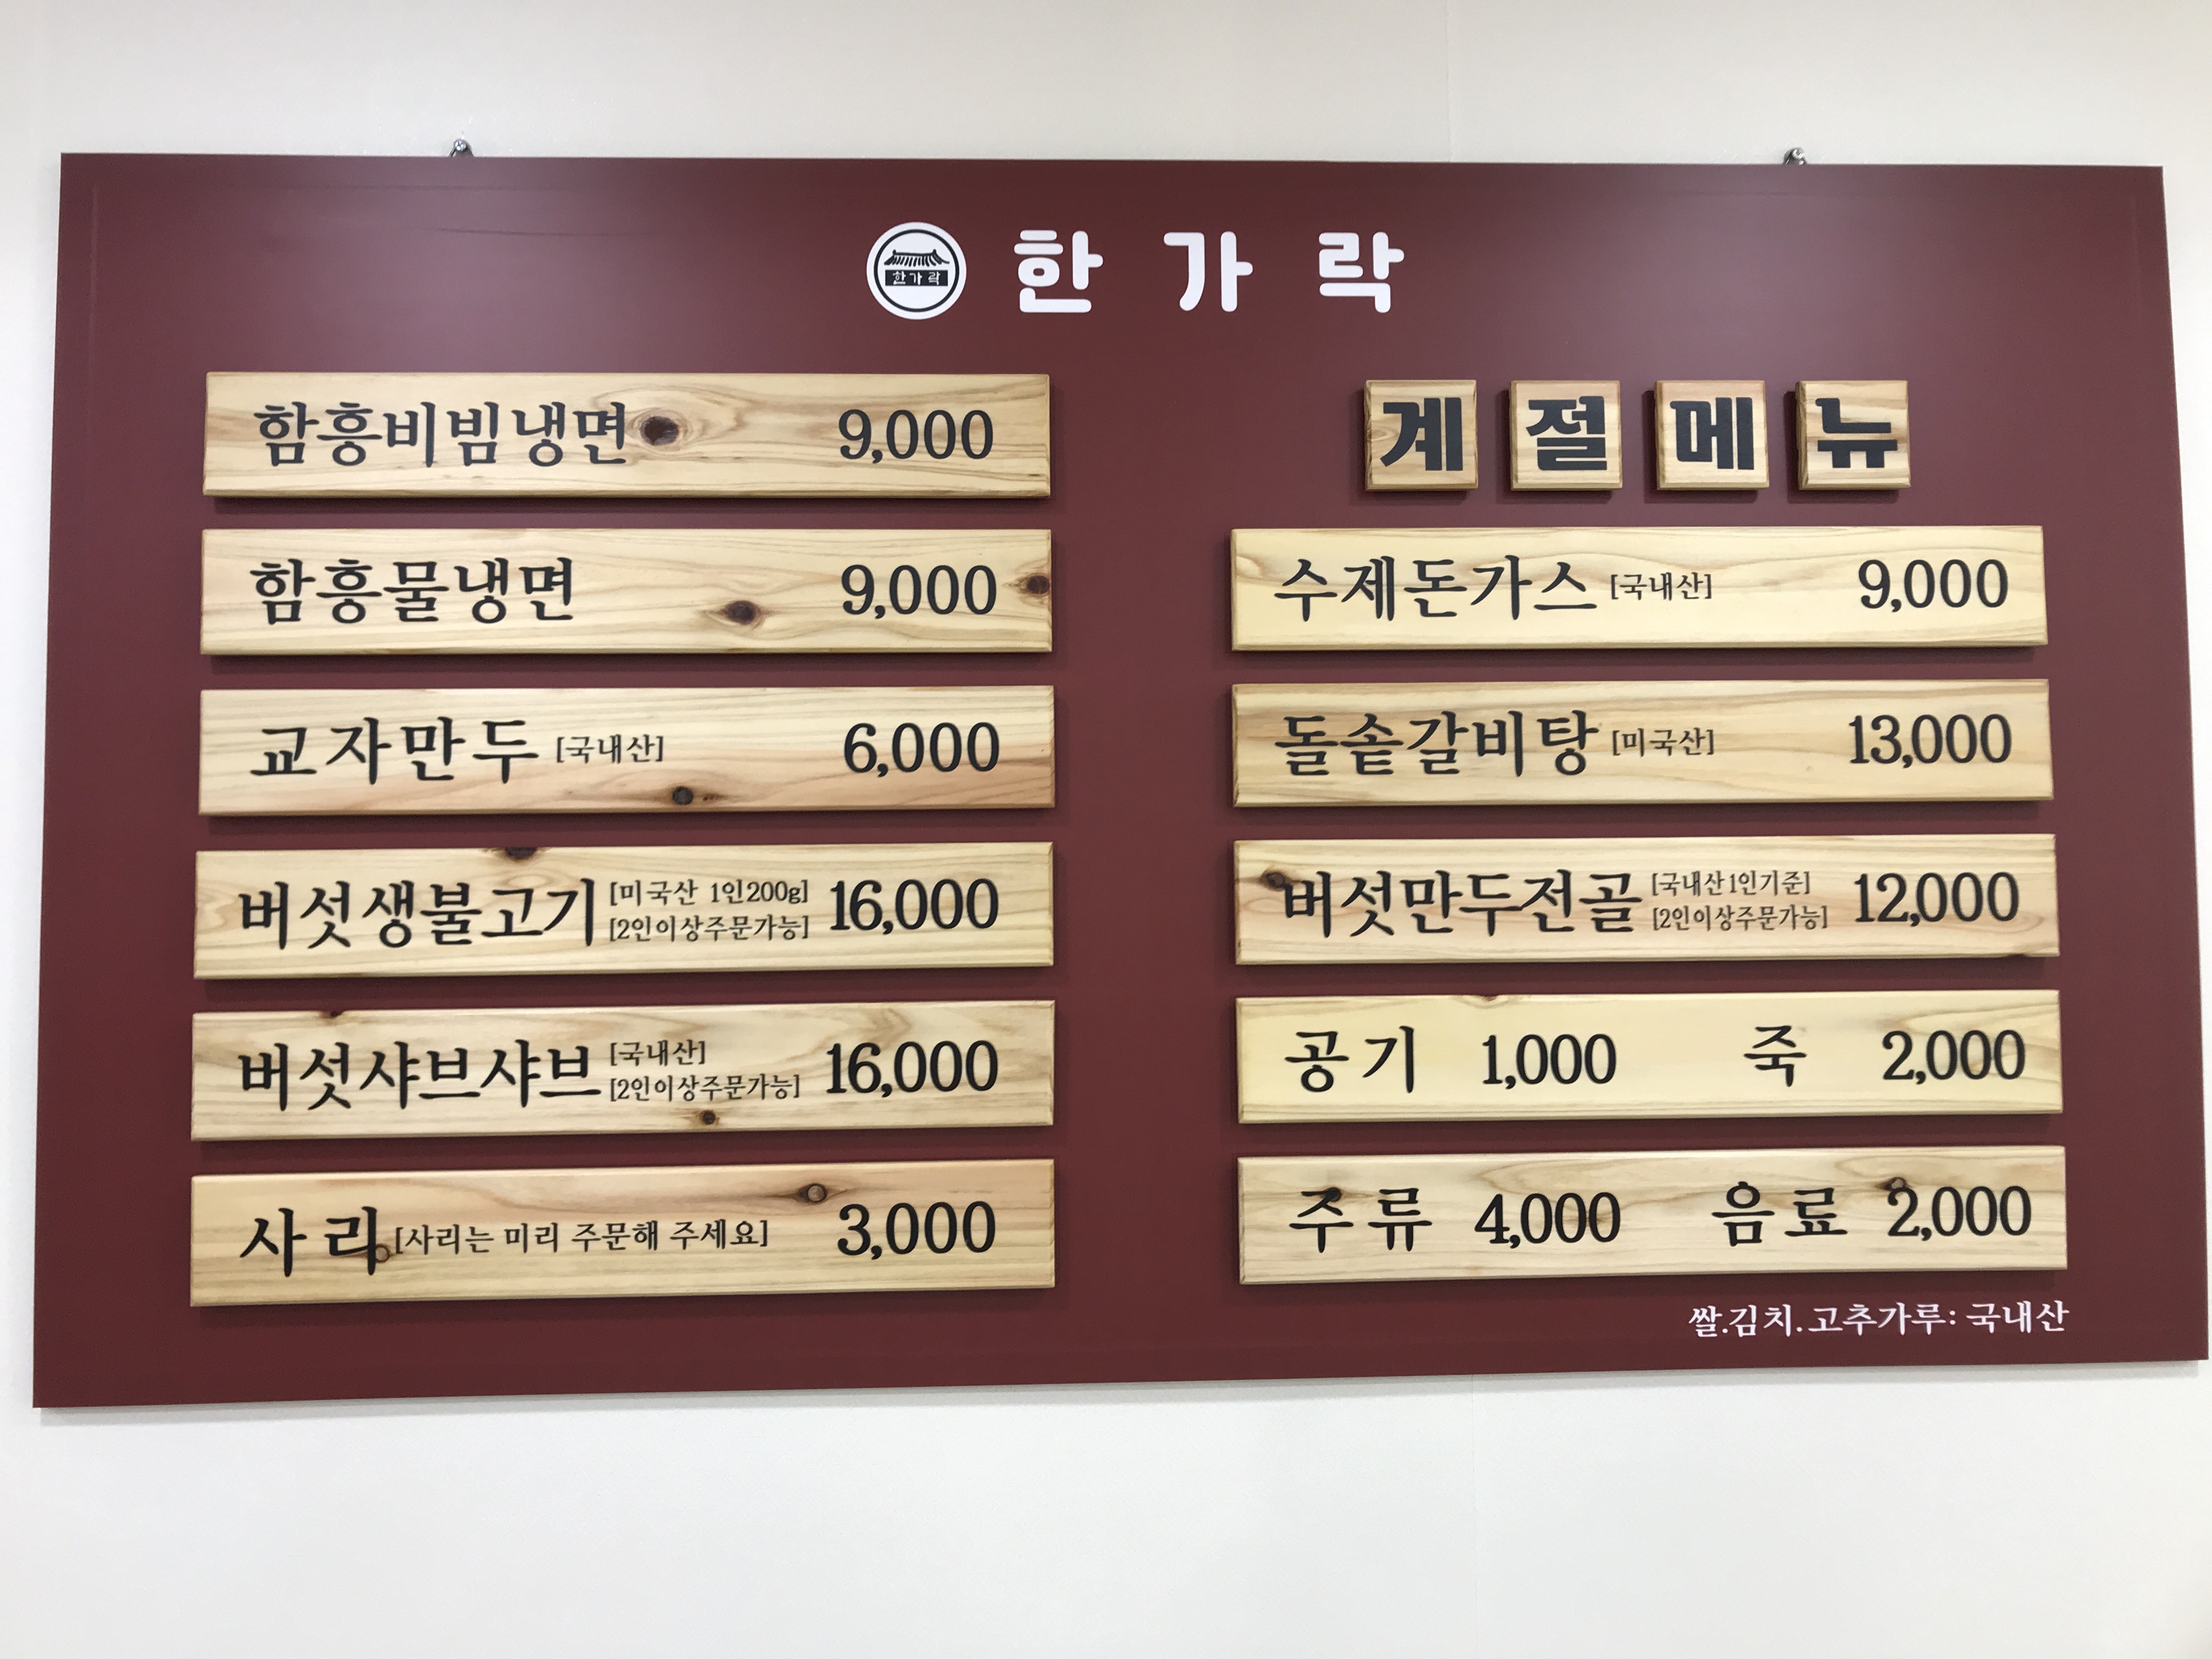 한가락
한 가 락
함흥비빔냉면 9,000
함흥물냉면 9,000
교자만두 [국내산] 6,000
버섯생불고기 [미국산 1인200g] 16,000
[2인이상주문가능]
버섯샤브샤브 [국내산] 16,000
[2인이상주문가능]
사리 [사리는 미리 주문해 주세요] 3,000
계절메뉴
수제돈가스 [국내산] 9,000
돌솥갈비탕 [미국산] 13,000
버섯만두전골 [국내산1인기준] 12,000
[2인이상주문가능]
공기 1,000 죽 2,000
주류 4,000 음료 2,000
쌀.김치.고추가루: 국내산